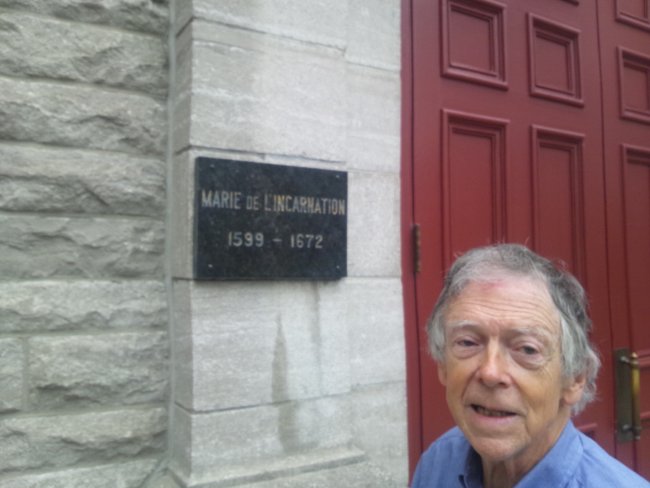 MARIE DE L'INCARNATION
1599 - 1672